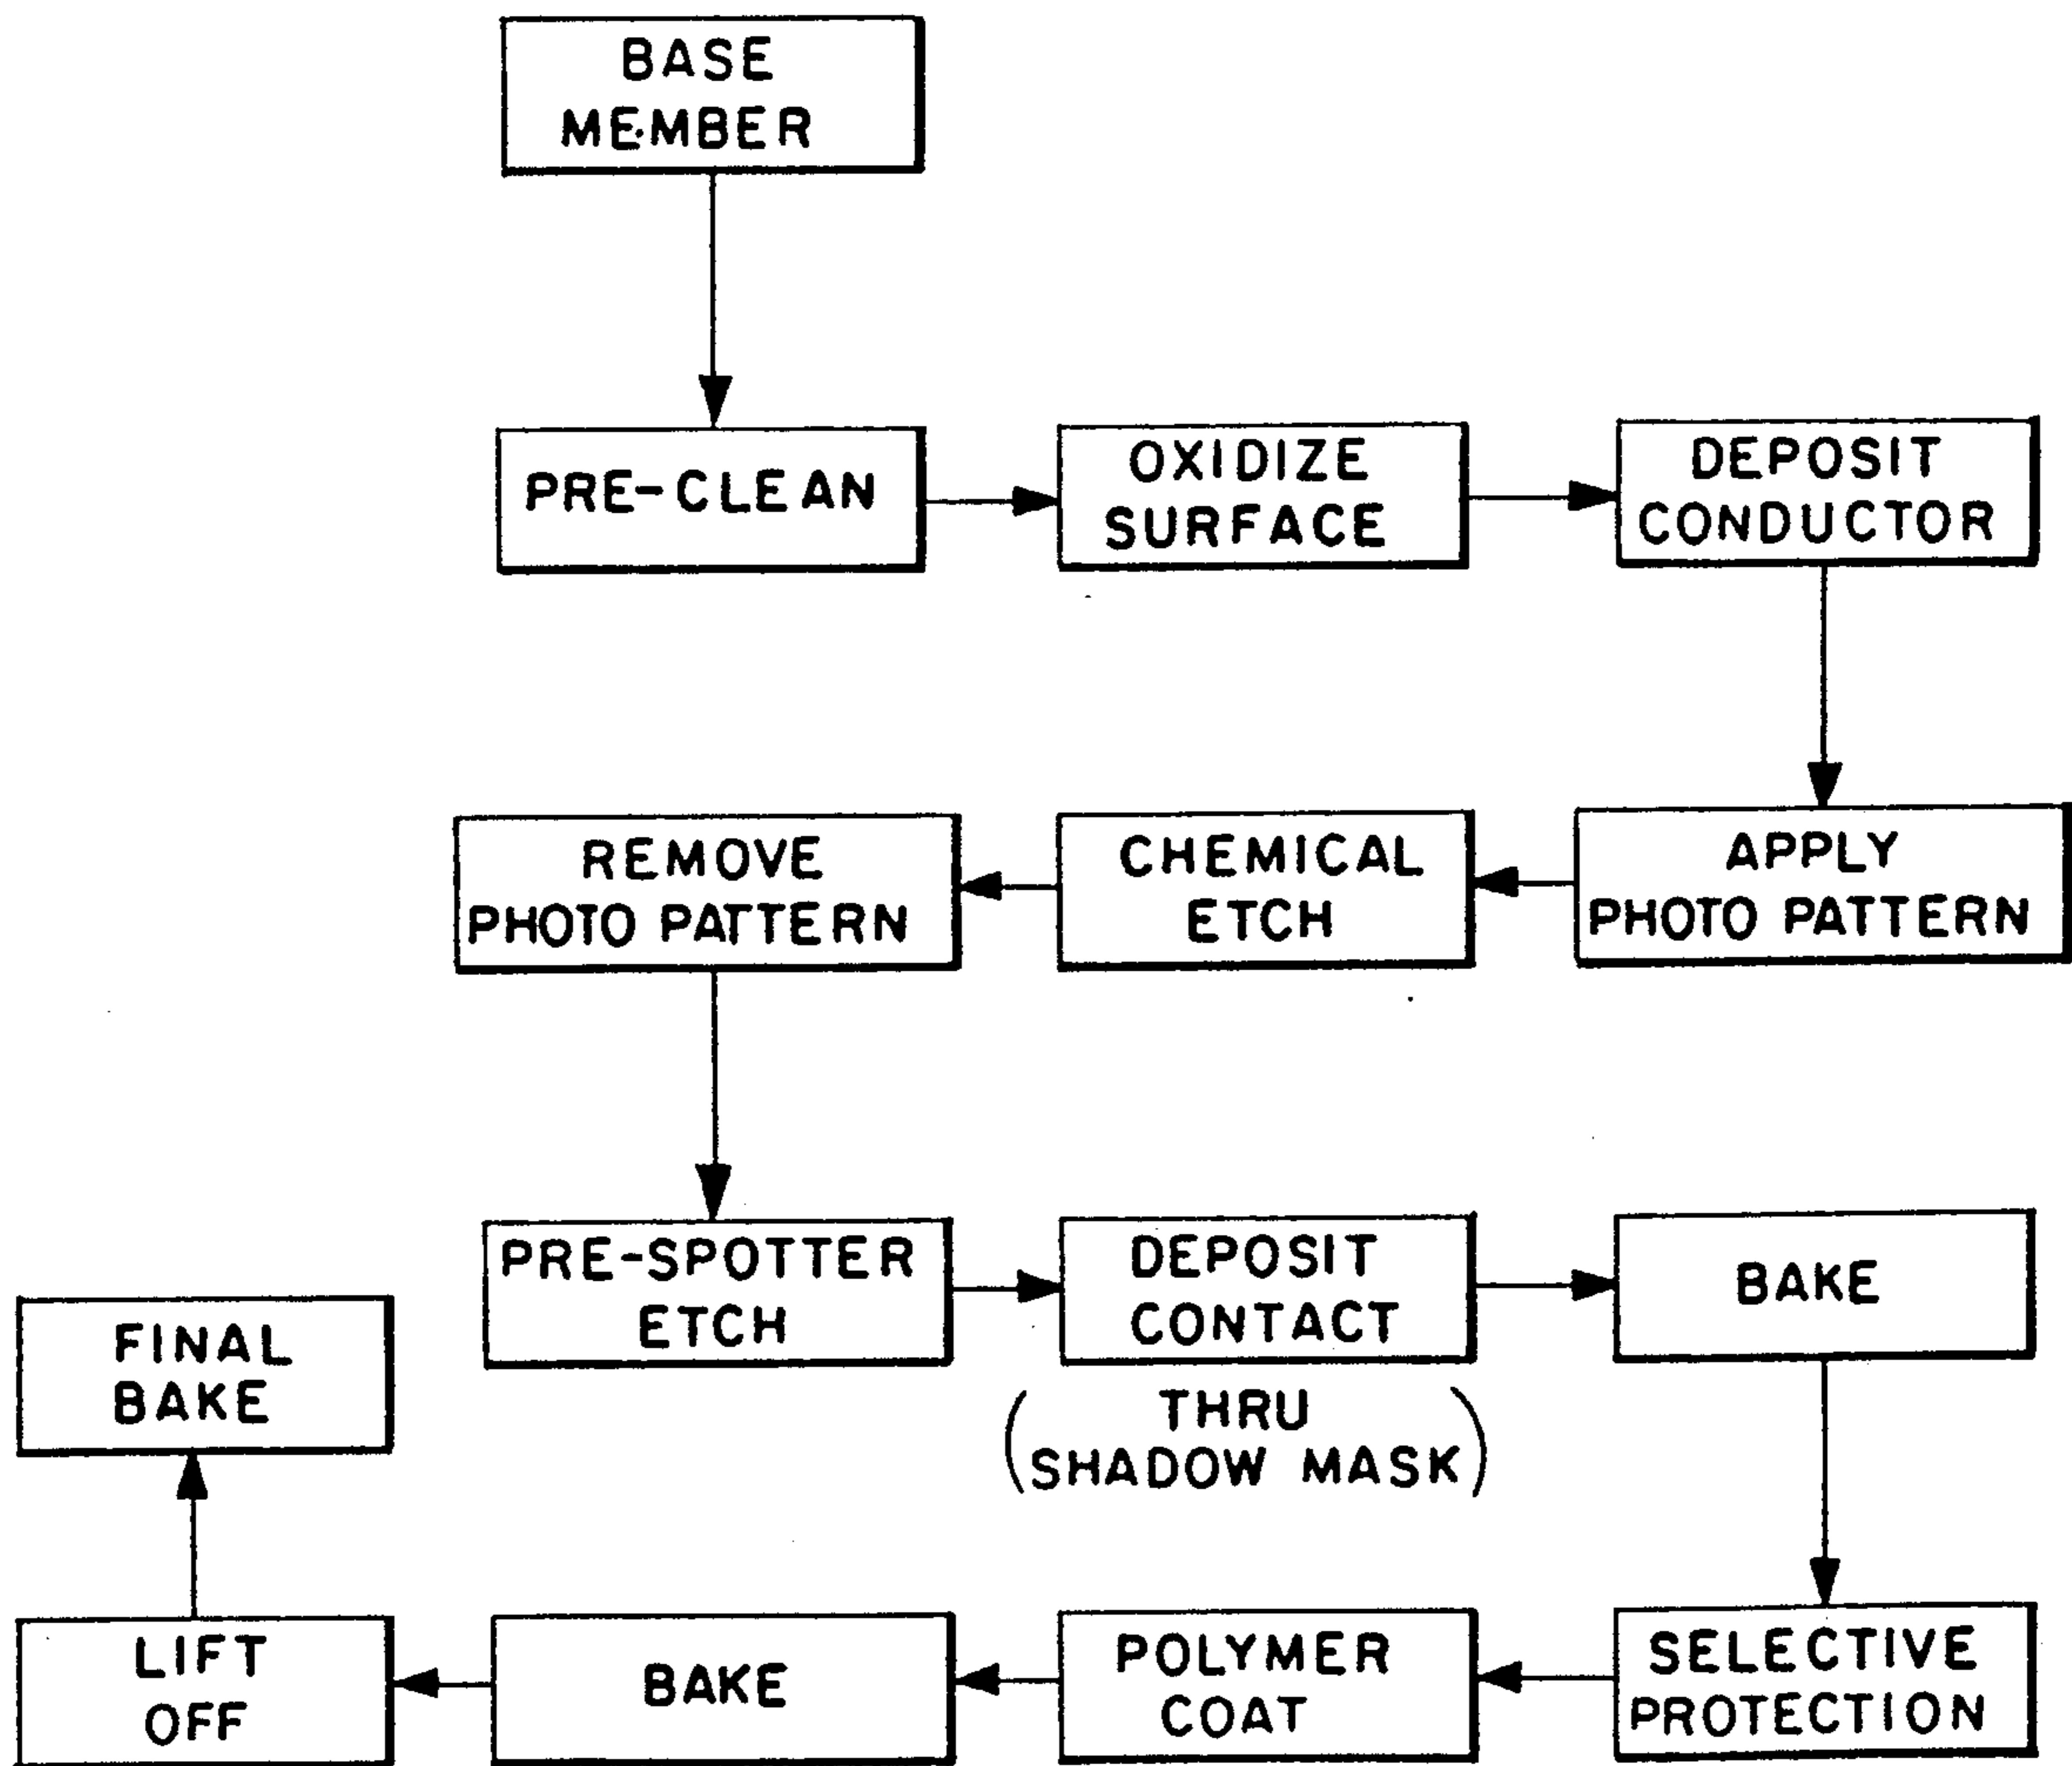 BASE
MEMBER
PRE-CLEAN
OXIDIZE
SURFACE
DEPOSIT
CONDUCTOR
APPLY
PHOTO PATTERN
CHEMICAL
ETCH
REMOVE
PHOTO PATTERN
PRE-SPOTTER
ETCH
DEPOSIT
CONTACT
(THRU
SHADOW MASK)
BAKE
SELECTIVE
PROTECTION
POLYMER
COAT
BAKE
LIFT
OFF
FINAL
BAKE